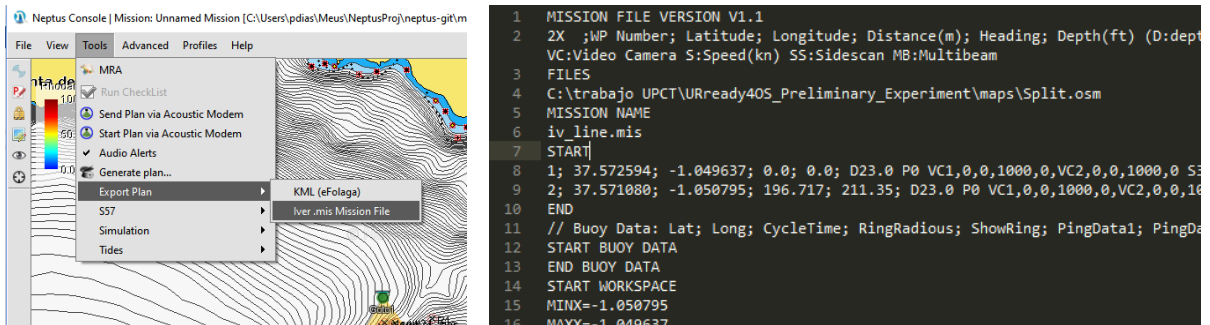 Neptus Console | Mission: Unnamed Mission [C:\Users\pdias\Meus\NeptusProj\neptus-git\m
File View Tools Advanced Profiles Help
MRA
Run CheckList
Send Plan via Acoustic Modem
Start Plan via Acoustic Modem
Audio Alerts
Generate plan...
Export Plan
S57
Simulation
Tides
KML (eFolaga)
Iver .mis Mission File
1 MISSION FILE VERSION V1.1
2 2X ;WP Number; Latitude; Longitude; Distance(m); Heading; Depth(ft) (D:dept
VC:Video Camera S:Speed(kn) SS:Sidescan MB:Multibeam
3 FILES
4 C:\trabajo UPCT\URready4OS_Preliminary_Experiment\maps\Split.osm
5 MISSION NAME
6 iv_line.mis
7 START
8 1; 37.572594; -1.049637; 0.0; 0.0; D23.0 P0 VC1,0,0,1000,0,VC2,0,0,1000,0 S3
9 2; 37.571080; -1.050795; 196.717; 211.35; D23.0 P0 VC1,0,0,1000,0,VC2,0,0,10
10 END
11 // Buoy Data: Lat; Long; CycleTime; RingRadious; ShowRing; PingData1; PingDa
12 START BUOY DATA
13 END BUOY DATA
14 START WORKSPACE
15 MINX=-1.050795
16 MAXX=-1.049637